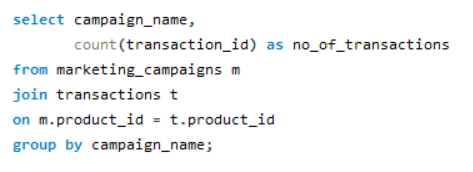 select campaign_name,
       count(transaction_id) as no_of_transactions
from marketing_campaigns m
join transactions t
on m.product_id = t.product_id
group by campaign_name;